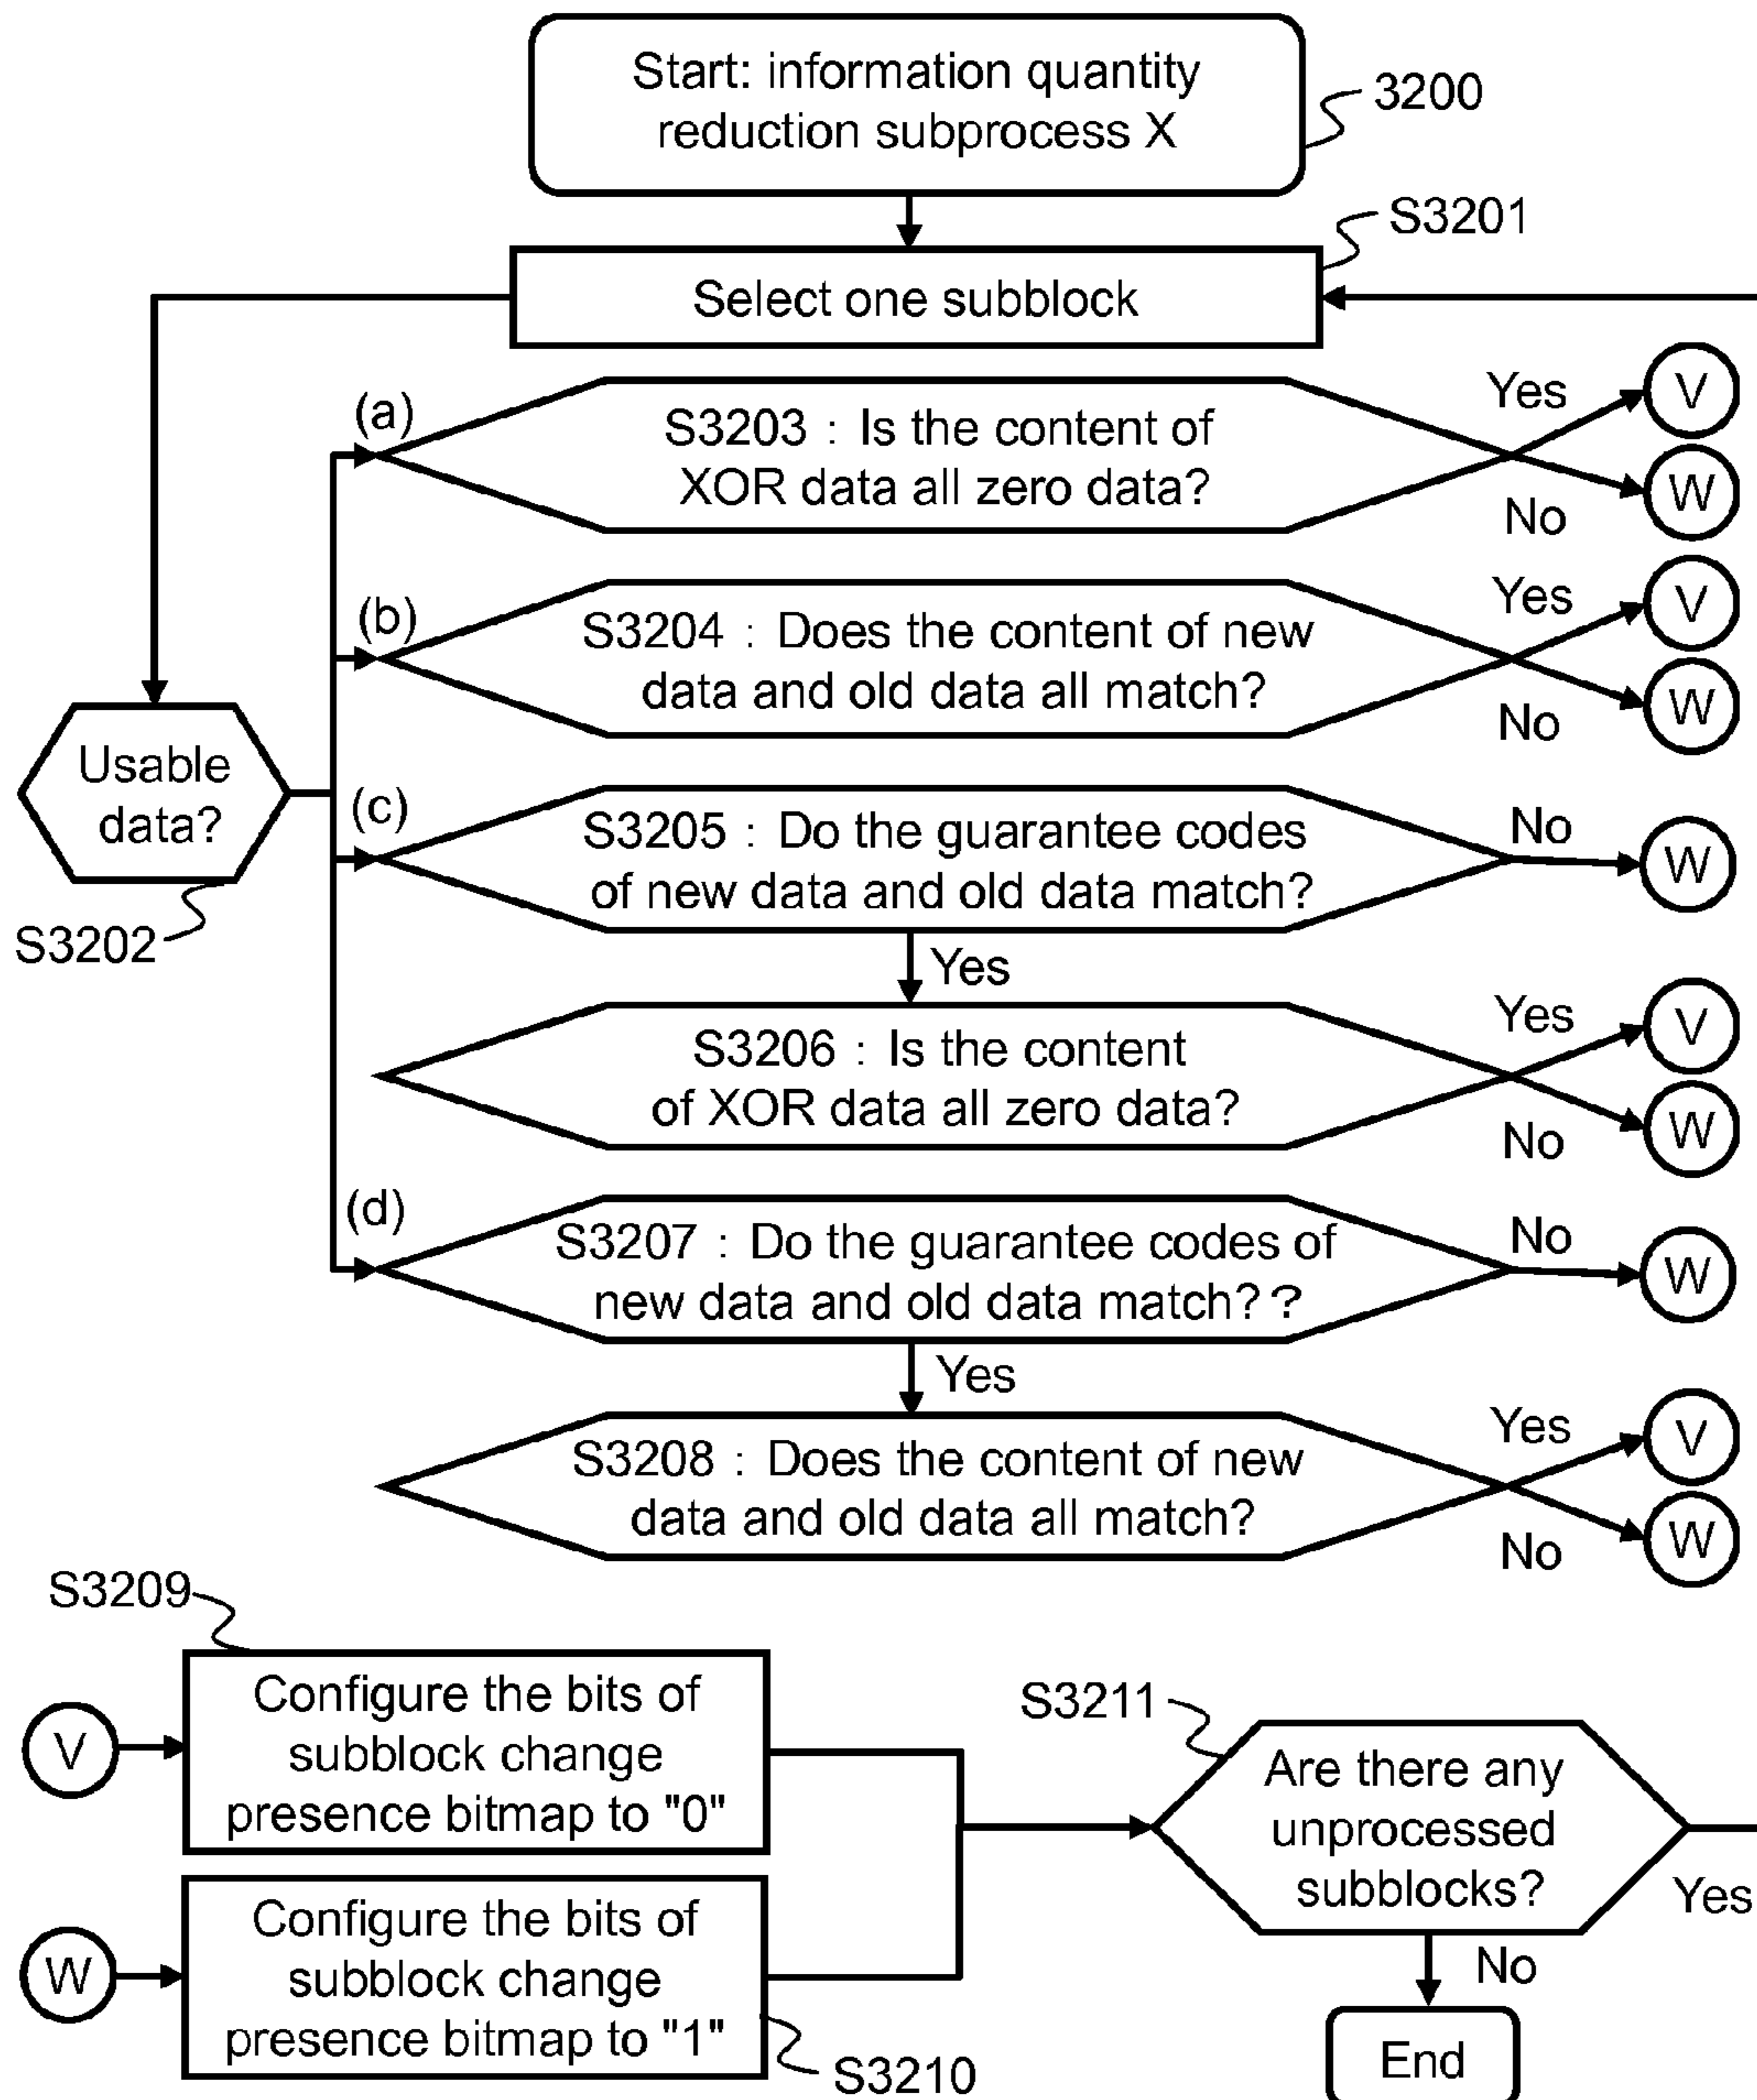 Start: information quantity
reduction subprocess X
3200
S3201
Select one subblock
(a)
S3203 : Is the content of
XOR data all zero data?
Yes
V
W
No
(b)
S3204 : Does the content of new
data and old data all match?
Yes
V
W
No
Usable
data?
S3202
(c)
S3205 : Do the guarantee codes
of new data and old data match?
No
W
Yes
S3206 : Is the content
of XOR data all zero data?
Yes
V
W
No
(d)
S3207 : Do the guarantee codes of
new data and old data match??
No
W
Yes
S3208 : Does the content of new
data and old data all match?
Yes
V
W
No
S3209
V
Configure the bits of
subblock change
presence bitmap to "0"
W
Configure the bits of
subblock change
presence bitmap to "1"
S3210
S3211
Are there any
unprocessed
subblocks?
Yes
No
End